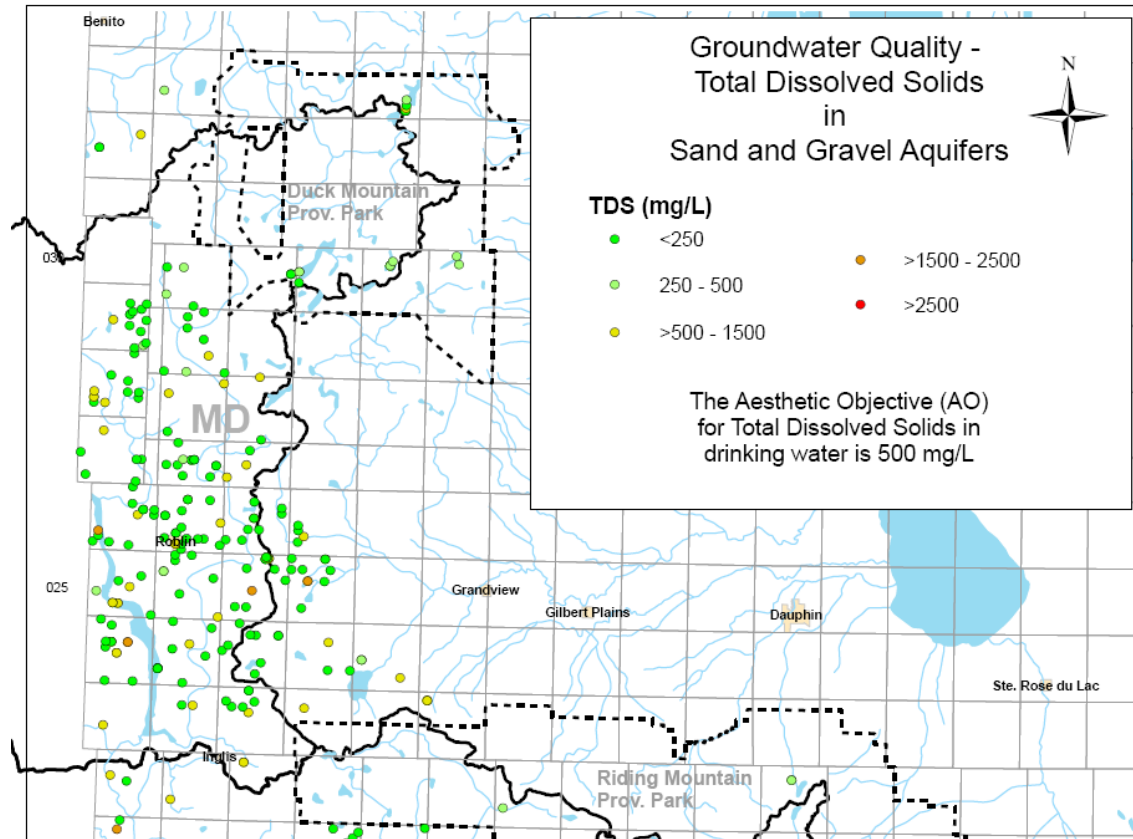 Benito
Groundwater Quality -
Total Dissolved Solids
in
Sand and Gravel Aquifers
N
TDS (mg/L)
<250
250 - 500
>500 - 1500
>1500 - 2500
>2500
The Aesthetic Objective (AO)
for Total Dissolved Solids in
drinking water is 500 mg/L
Duck Mountain
Prov. Park
030
MD
Roblin
025
Grandview
Gilbert Plains
Dauphin
Ste. Rose du Lac
Inglis
Riding Mountain
Prov. Park